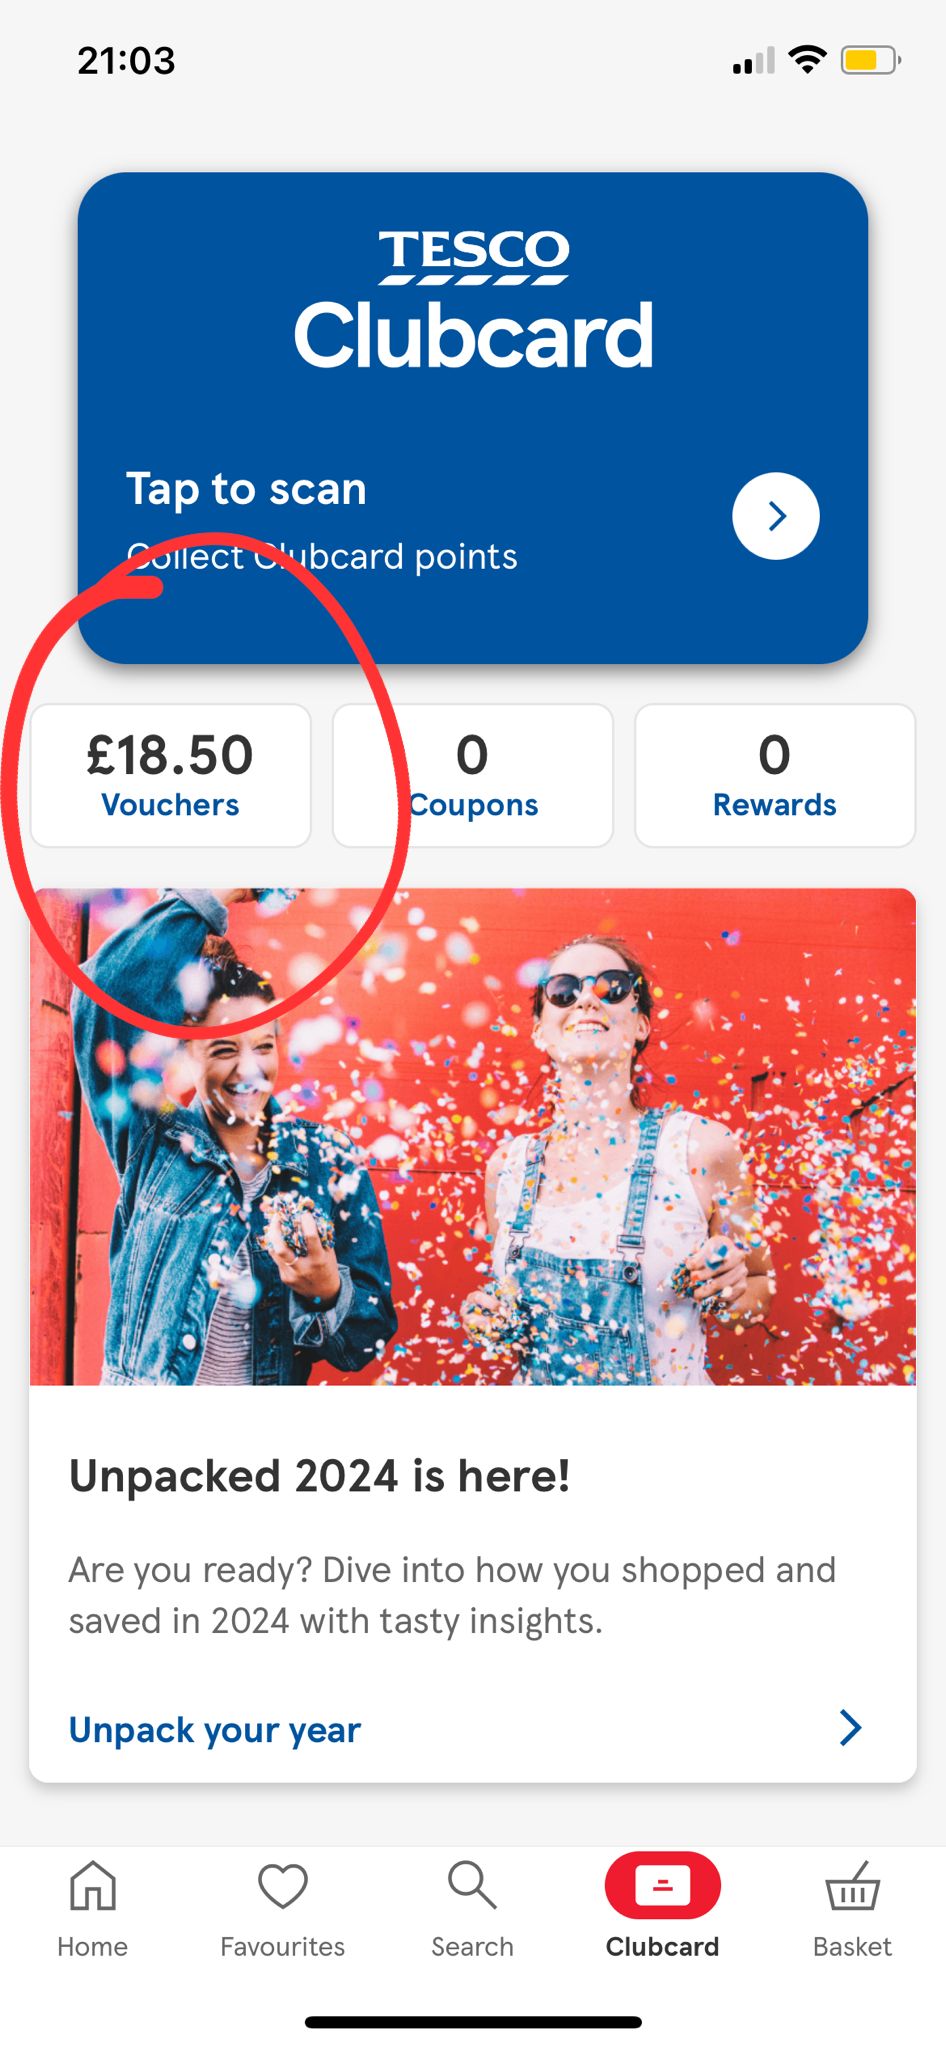 21:03
TESCO
Clubcard
Tap to scan
Collect Clubcard points
£18.50
Vouchers
0
Coupons
0
Rewards
Unpacked 2024 is here!
Are you ready? Dive into how you shopped and
saved in 2024 with tasty insights.
Unpack your year
Home
Favourites
Search
Clubcard
Basket